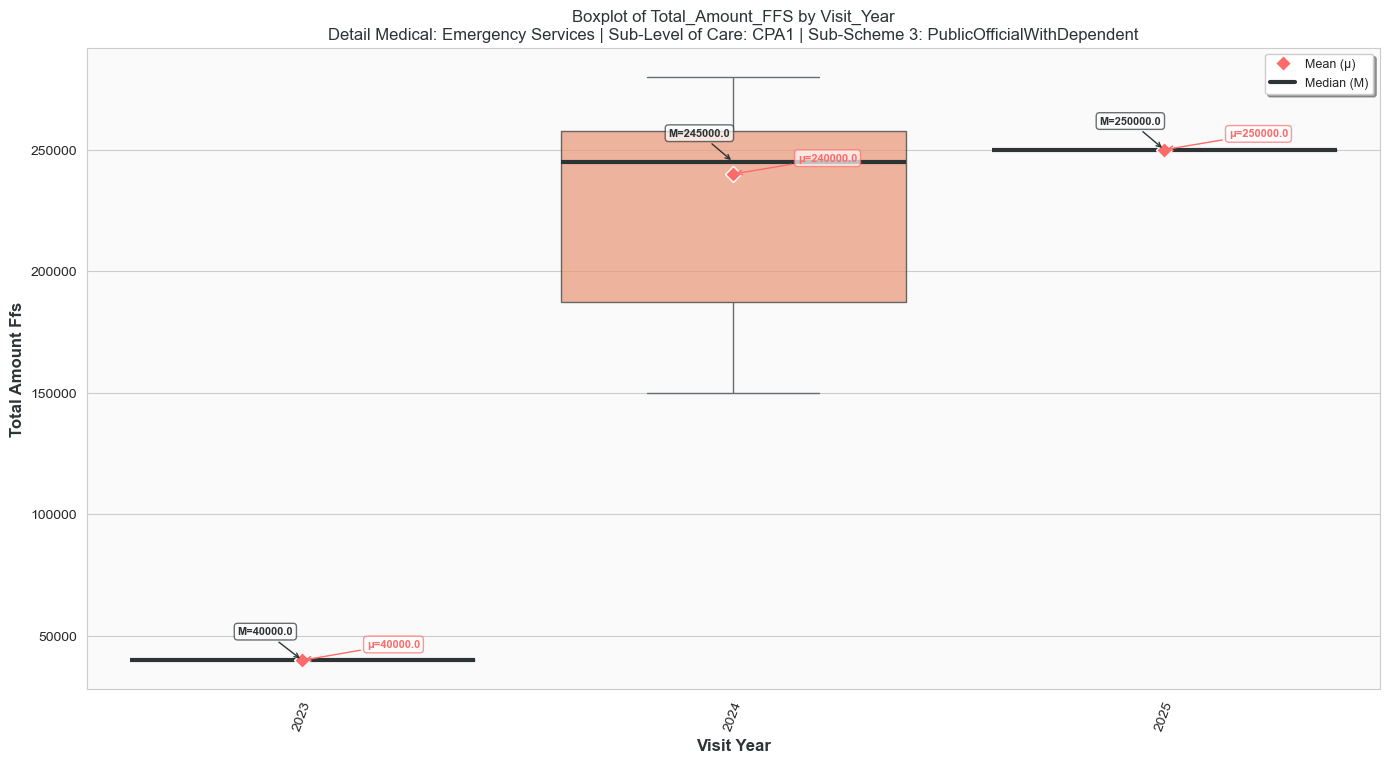 Boxplot of Total_Amount_FFS by Visit_Year
Detail Medical: Emergency Services | Sub-Level of Care: CPA1 | Sub-Scheme 3: PublicOfficialWithDependent
Mean (μ)
Median (M)
Total Amount Ffs
250000
200000
150000
100000
50000
M=245000.0
μ=240000.0
M=250000.0
μ=250000.0
M=40000.0
μ=40000.0
2023
2024
2025
Visit Year